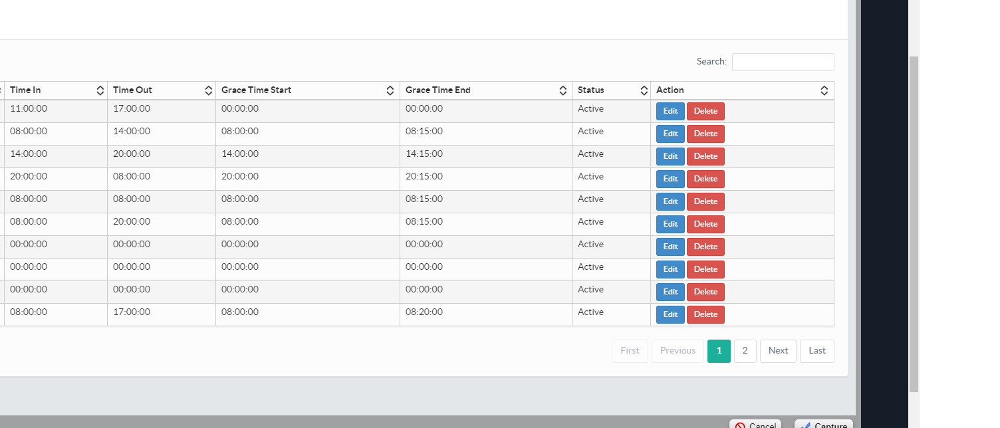 Search:
Time In Time Out Grace Time Start Grace Time End Status Action
11:00:00 17:00:00 00:00:00 00:00:00 Active Edit Delete
08:00:00 14:00:00 08:00:00 08:15:00 Active Edit Delete
14:00:00 20:00:00 14:00:00 14:15:00 Active Edit Delete
20:00:00 08:00:00 20:00:00 20:15:00 Active Edit Delete
08:00:00 08:00:00 08:00:00 08:15:00 Active Edit Delete
08:00:00 20:00:00 08:00:00 08:15:00 Active Edit Delete
00:00:00 00:00:00 00:00:00 00:00:00 Active Edit Delete
00:00:00 00:00:00 00:00:00 00:00:00 Active Edit Delete
00:00:00 00:00:00 00:00:00 00:00:00 Active Edit Delete
08:00:00 17:00:00 08:00:00 08:20:00 Active Edit Delete
First Previous 1 2 Next Last
Cancel Capture